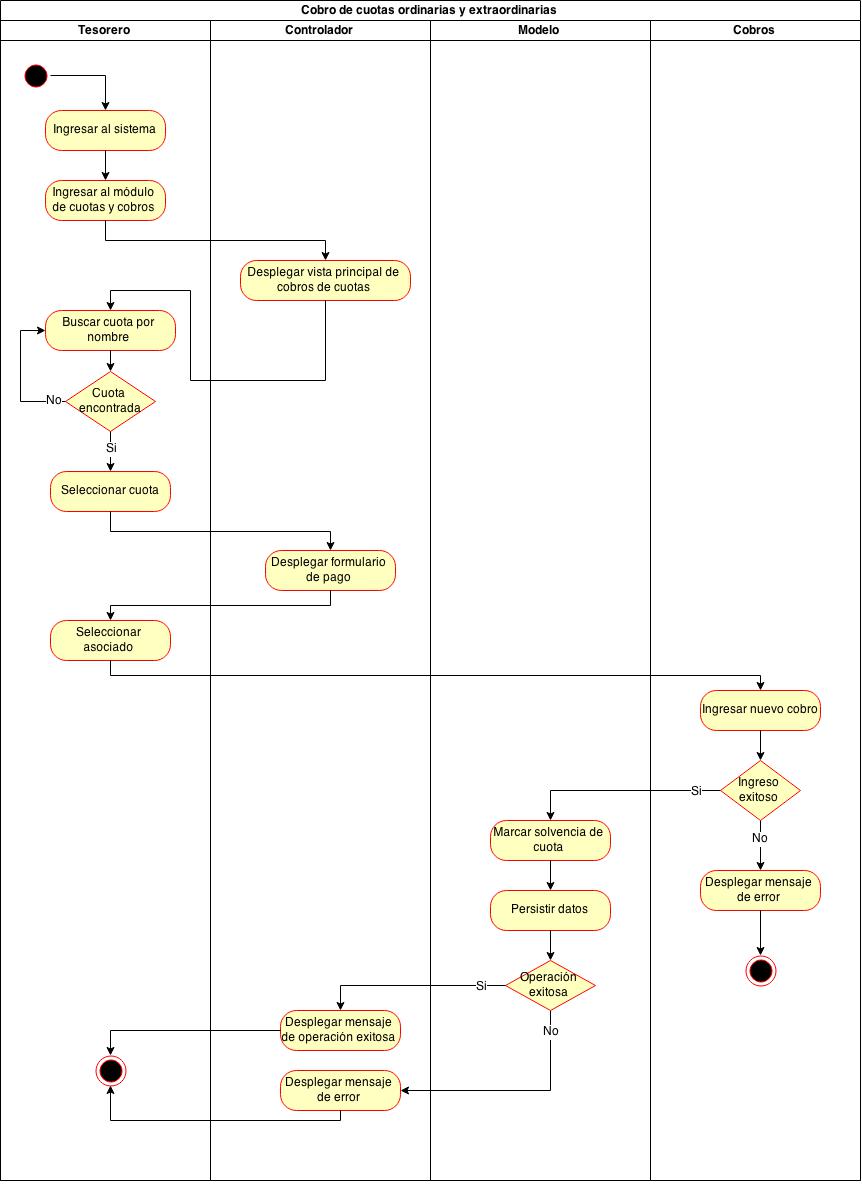 Cobro de cuotas ordinarias y extraordinarias
Tesorero
Controlador
Modelo
Cobros
Ingresar al sistema
Ingresar al módulo
de cuotas y cobros
Desplegar vista principal de
cobros de cuotas
Buscar cuota por
nombre
Cuota
encontrada
No
Si
Seleccionar cuota
Desplegar formulario
de pago
Seleccionar
asociado
Ingresar nuevo cobro
Ingreso
exitoso
Si
No
Marcar solvencia de
cuota
Desplegar mensaje
de error
Persistir datos
Operación
exitosa
Si
No
Desplegar mensaje
de operación exitosa
Desplegar mensaje
de error